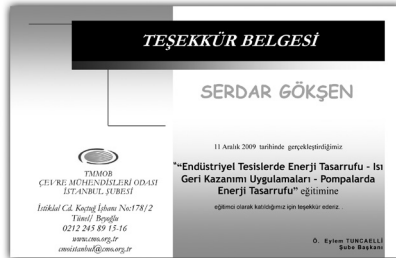 TEŞEKKÜR BELGESİ
SERDAR GÖKŞEN
11 Aralık 2009 tarihinde gerçekleştirdiğimiz
"“Endüstriyel Tesislerde Enerji Tasarrufu - Isı
Geri Kazanımı Uygulamaları - Pompalarda
Enerji Tasarrufu” eğitimine
eğitimci olarak katıldığınız için teşekkür ederiz...
Ö. Eylem TUNCAELLİ
Şube Başkanı
TMMOB
ÇEVRE MÜHENDİSLERİ ODASI
İSTANBUL ŞUBESİ
İstiklal Cd. Koçtuğ İşhanı No:178/2
Tünel/ Beyoğlu
0212 245 89 15-16
www.cmo.org.tr
cmoistanbul@cmo.org.tr